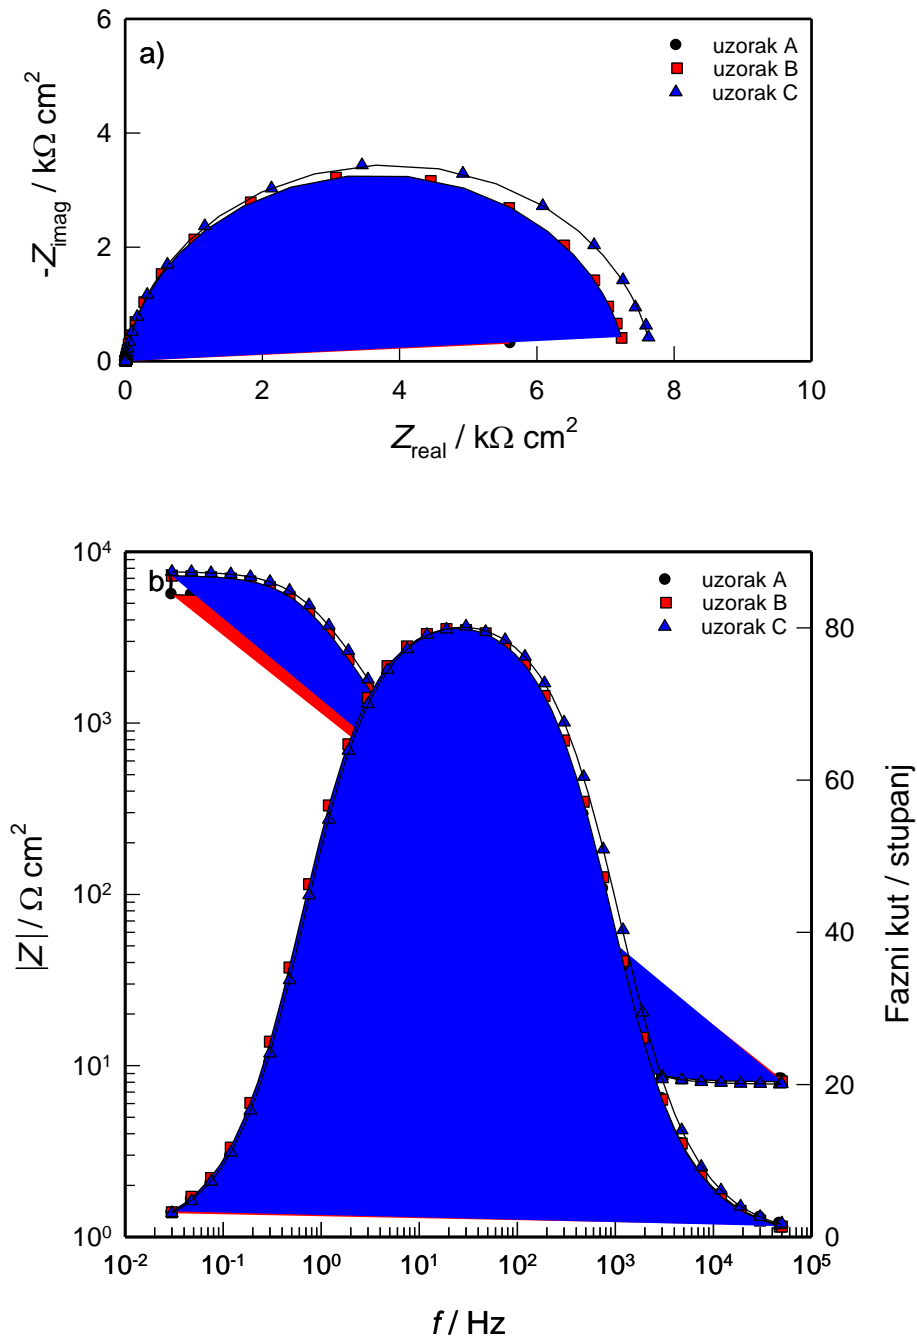 a)
uzorak A
uzorak B
uzorak C
6
4
2
0
-Zimag / kΩ cm²
0 2 4 6 8 10
Zreal / kΩ cm²
b)
uzorak A
uzorak B
uzorak C
10⁴
10³
10²
10¹
10⁰
|Z| / Ω cm²
80
60
40
20
0
Fazni kut / stupanj
10⁻² 10⁻¹ 10⁰ 10¹ 10² 10³ 10⁴ 10⁵
f / Hz